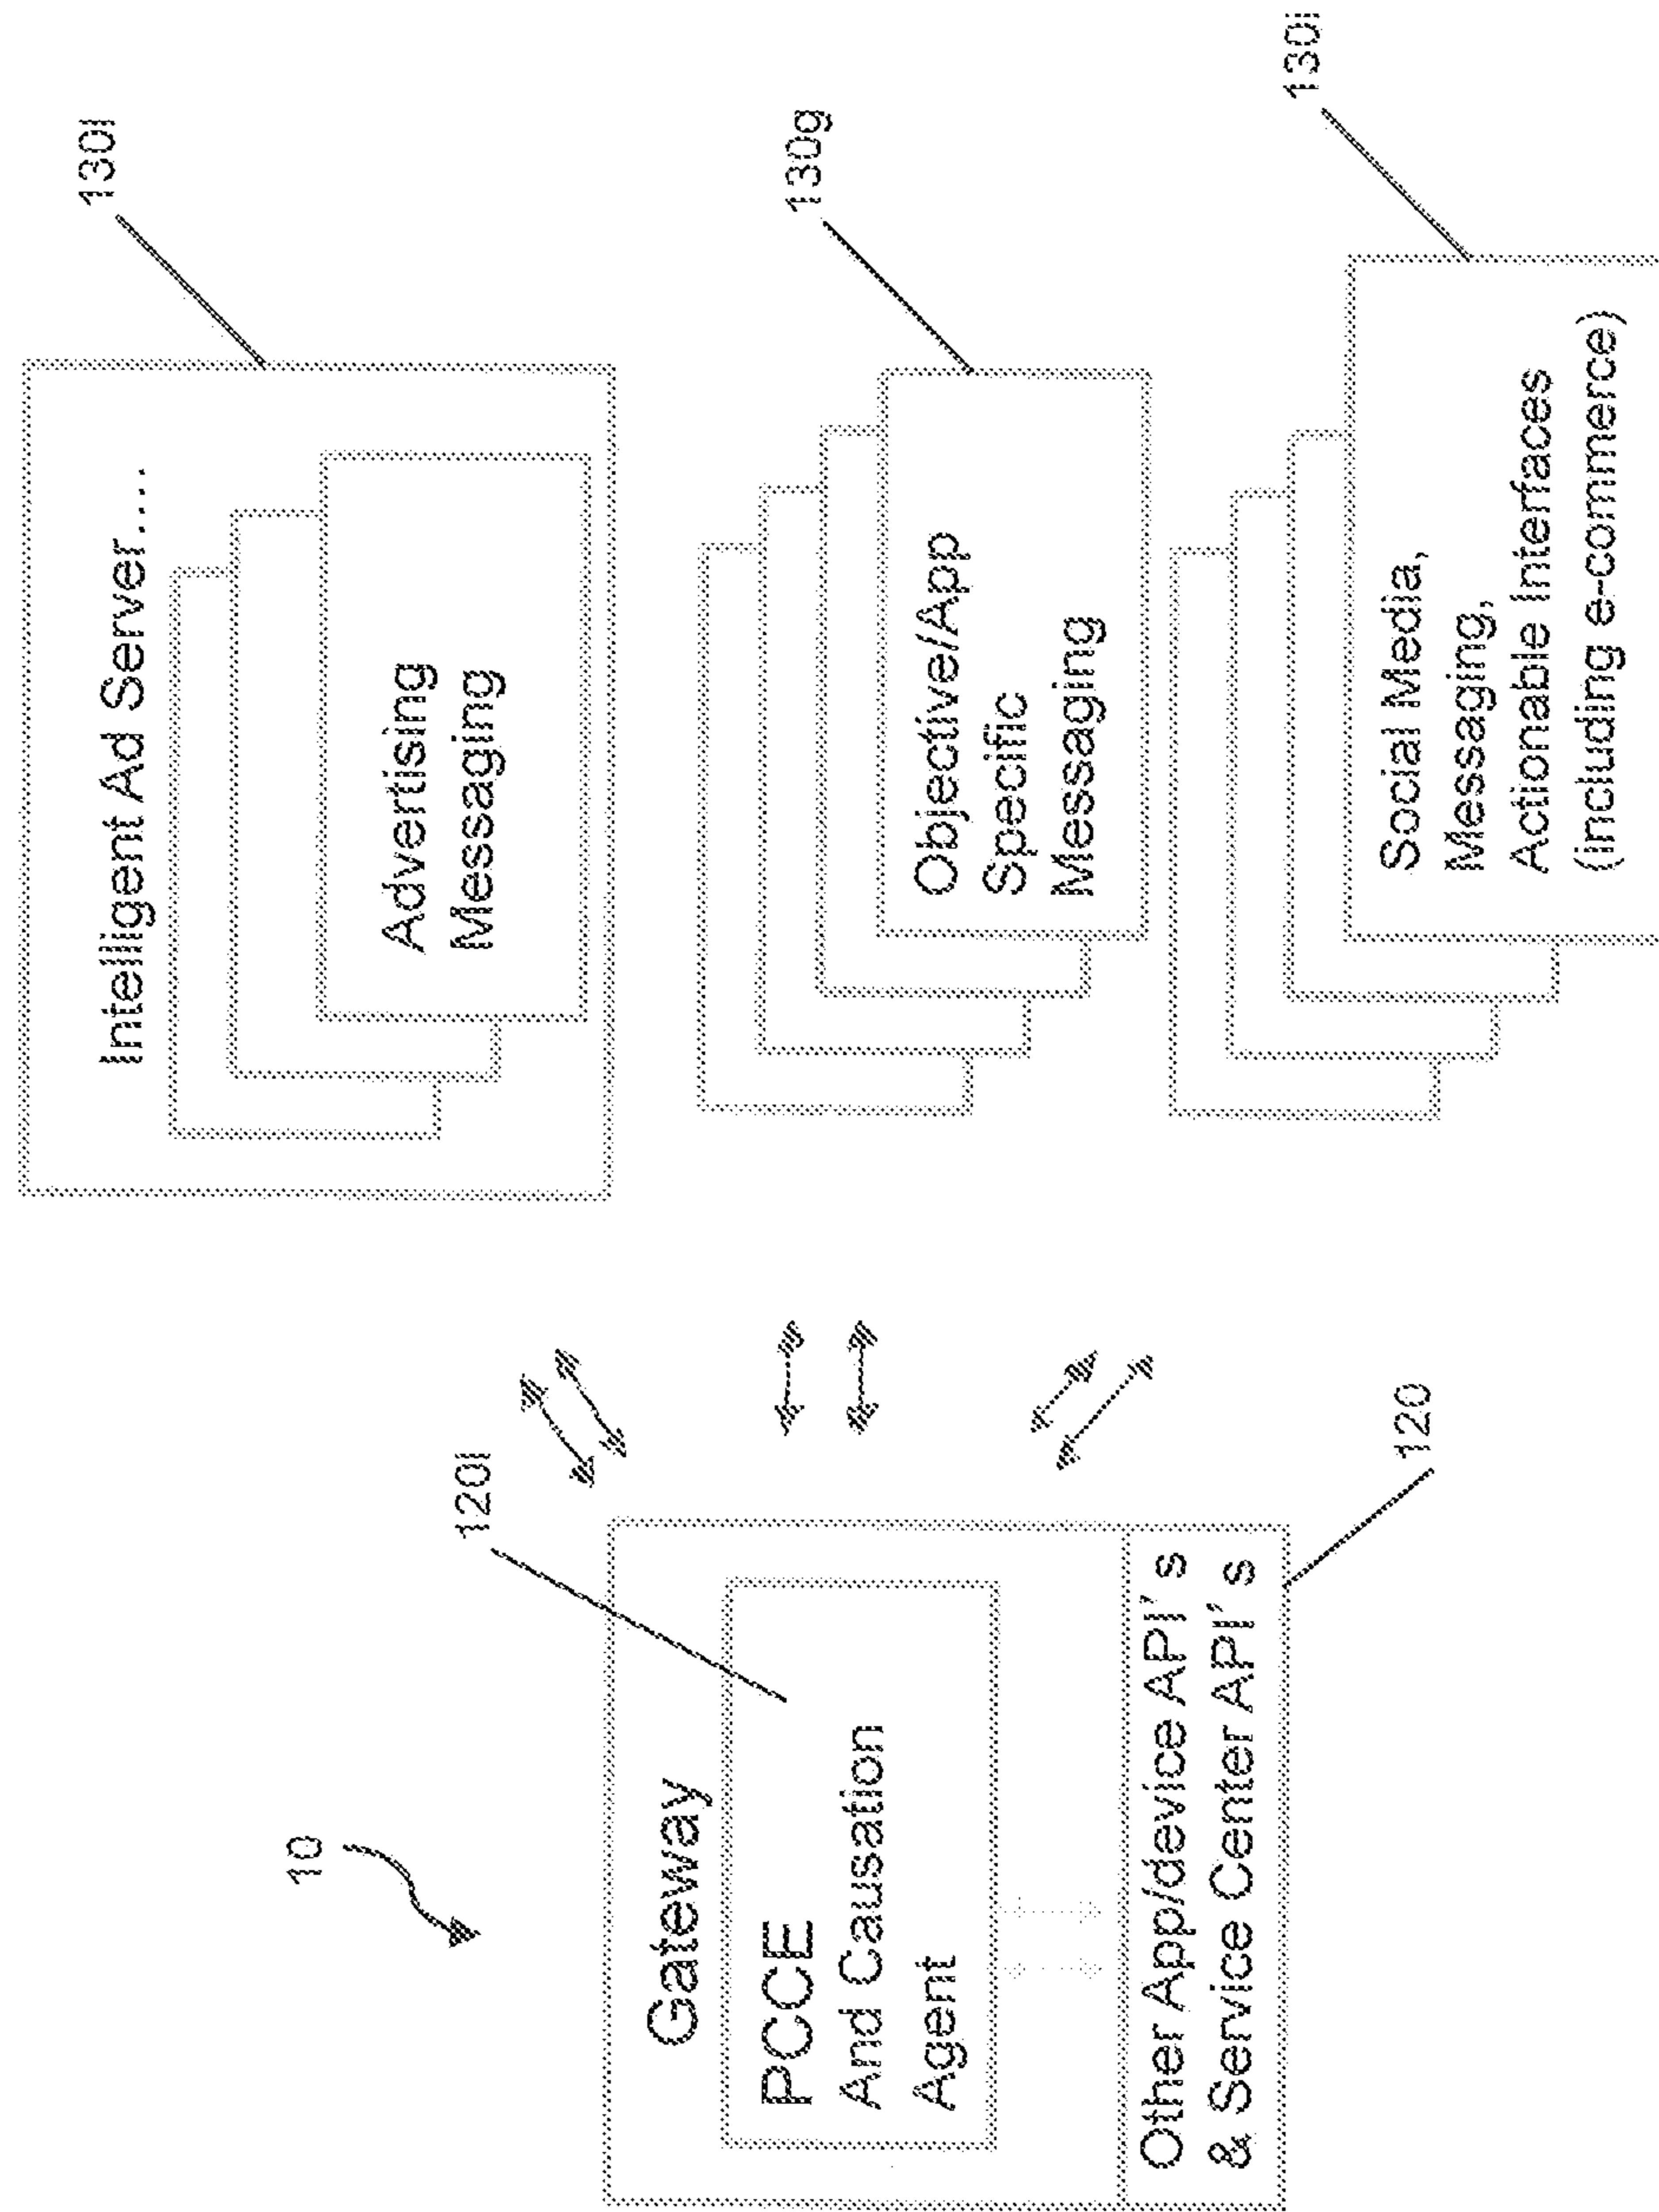 10
Gateway
120i
PCCE
And Causation
Agent
Other App/device API's
& Service Center API's
120
130i
Intelligent Ad Server....
Advertising
Messaging
130g
Objective/App
Specific
Messaging
130i
Social Media,
Messaging,
Actionable Interfaces
(including e-commerce)